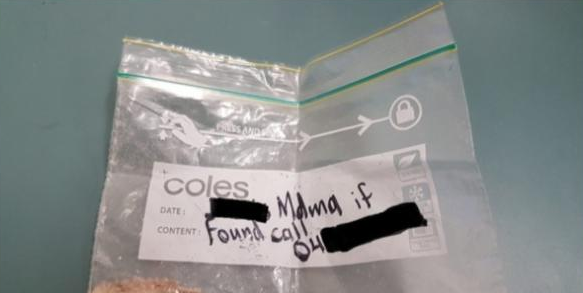 PRESS AND
coles
DATE: Mdma if
CONTENT: Found call
04